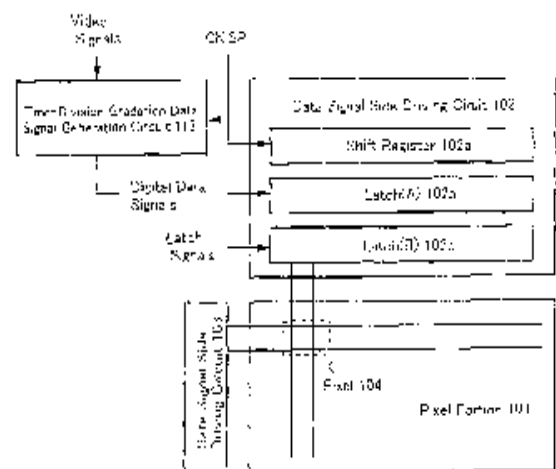 Video
Signals
CK SP
Time-Division Gradation Data
Signal Generation Circuit 113
Data Signal Side Driving Circuit 102
Shift Register 102a
Digital Data
Signals
Latch(A) 102b
Latch
Signals
Latch(B) 102c
Gate Signal Side
Driving Circuit 103
Pixel 104
Pixel Portion 101